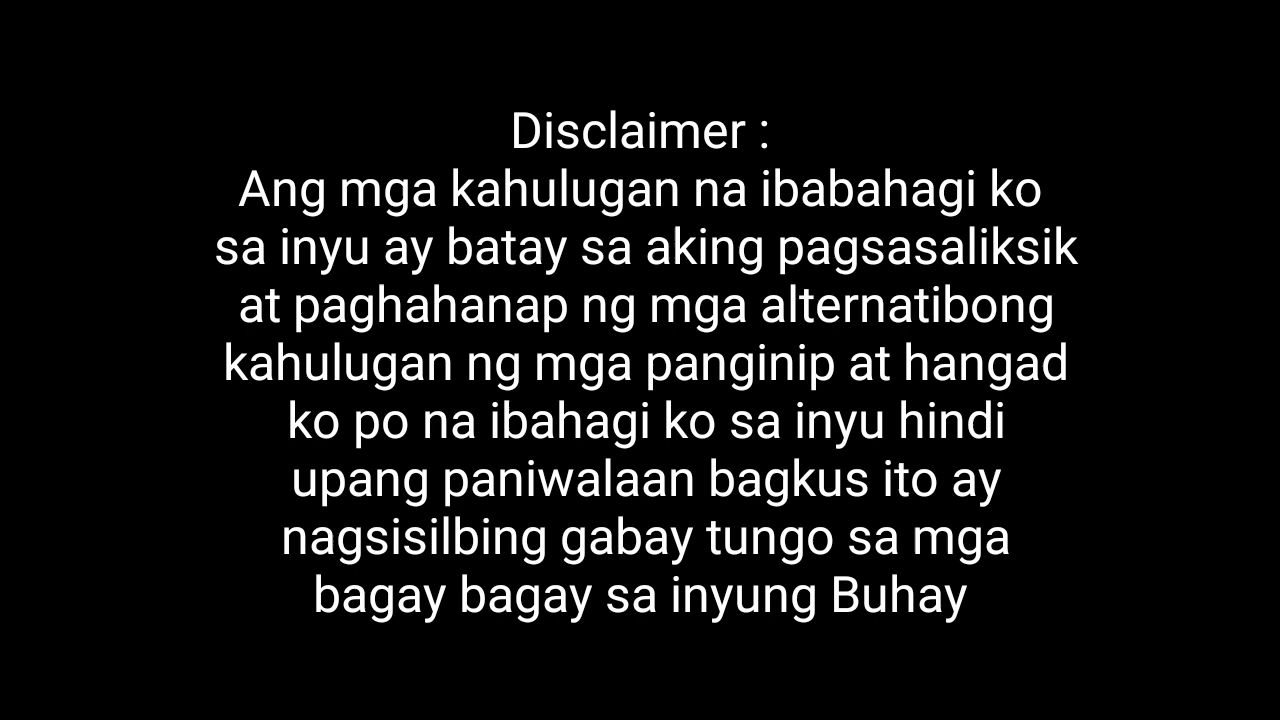 Disclaimer :
Ang mga kahulugan na ibabahagi ko
sa inyu ay batay sa aking pagsasaliksik
at paghahanap ng mga alternatibong
kahulugan ng mga panginip at hangad
ko po na ibahagi ko sa inyu hindi
upang paniwalaan bagkus ito ay
nagsisilbing gabay tungo sa mga
bagay bagay sa inyung Buhay